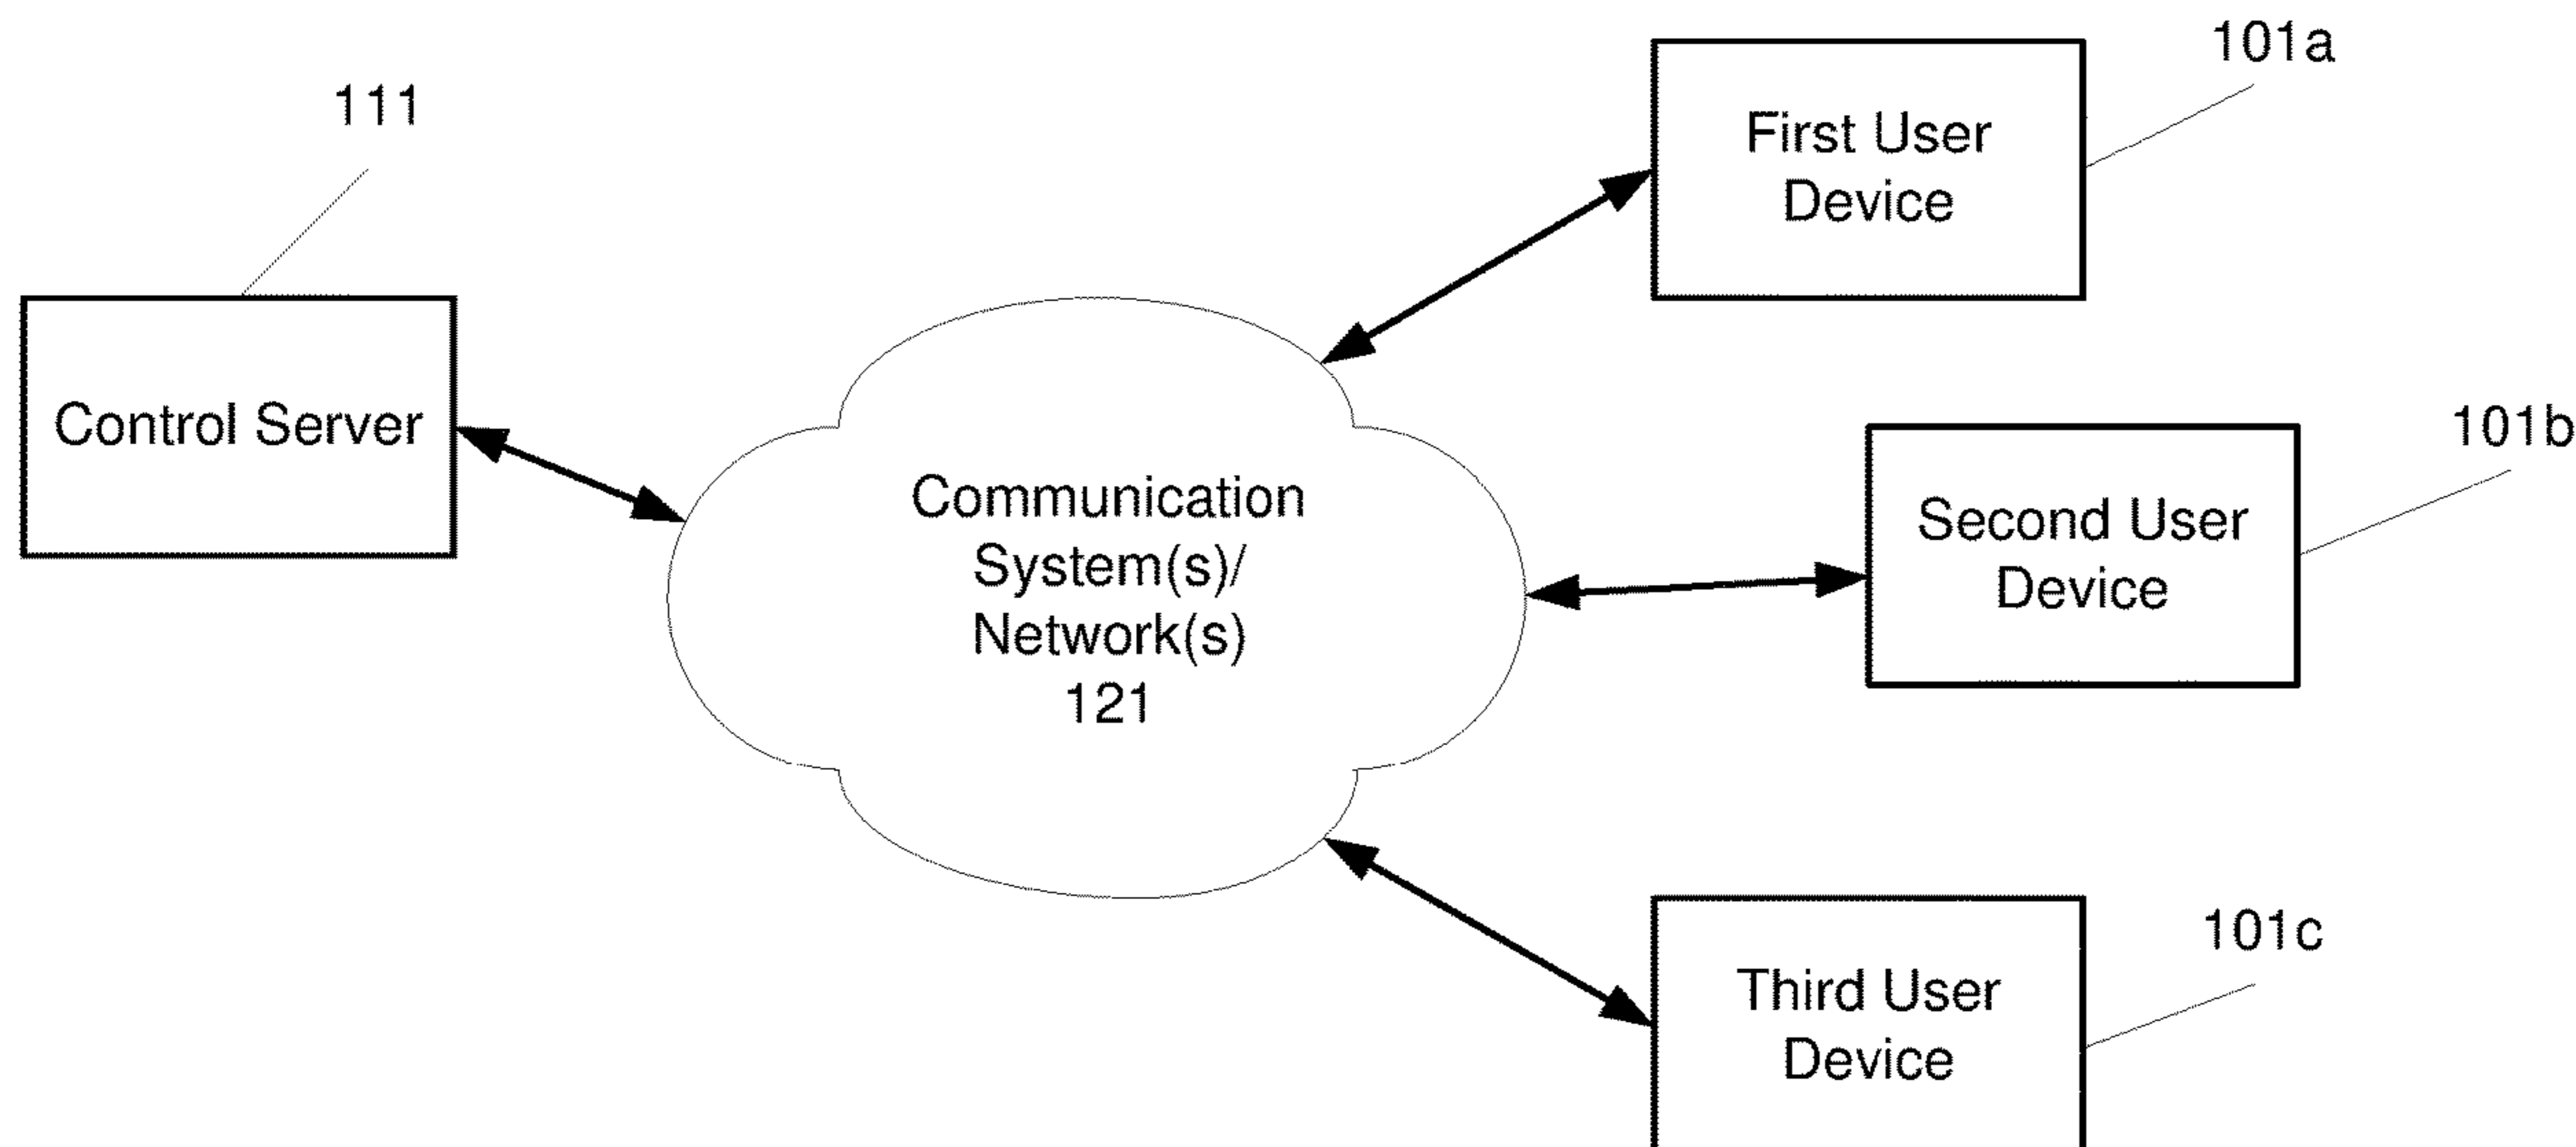 111
Control Server
Communication
System(s)/
Network(s)
121
101a
First User
Device
101b
Second User
Device
101c
Third User
Device